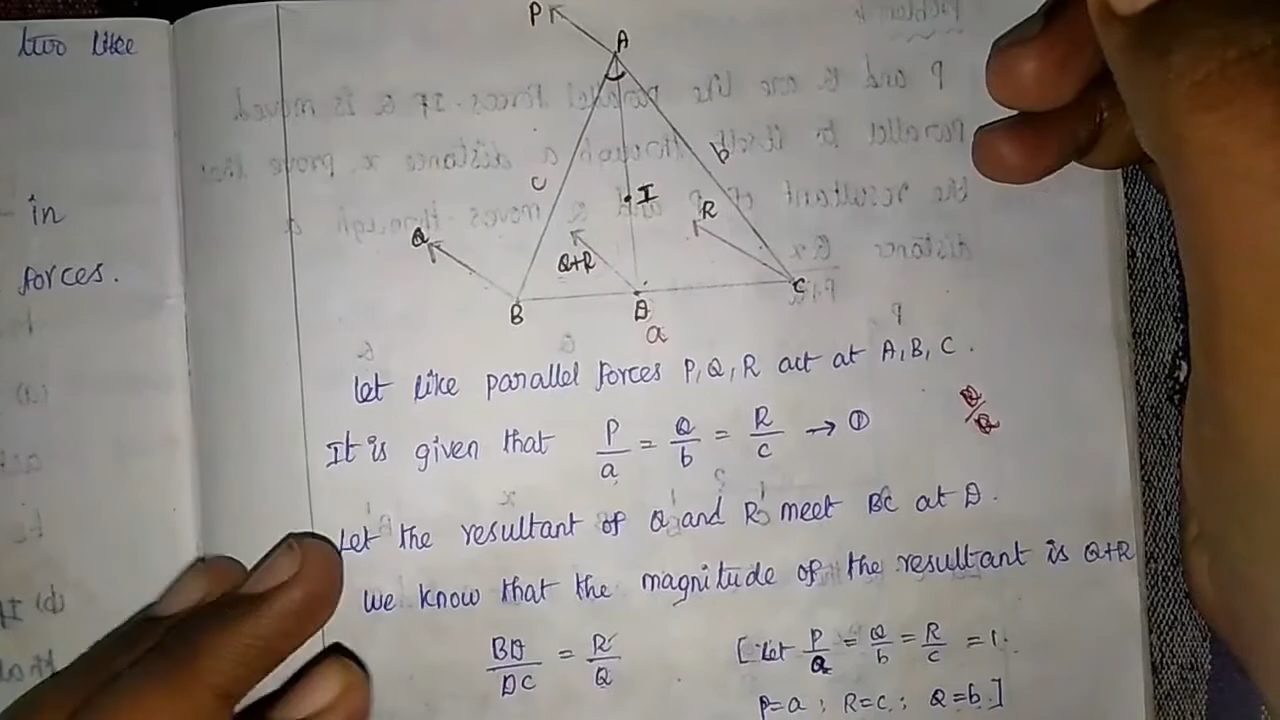 two like
in
forces.
P
A
c
b
I
Q
Q+R
R
B
D
C
a
Let like parallel forces P, Q, R act at A, B, C.
It is given that P/a = Q/b = R/c → ①
Let the resultant of Q and R meet BC at D.
We know that the magnitude of the resultant is Q+R
BD/DC = R/Q [∵ Let P/a = Q/b = R/c = 1.
P=a ; R=c ; Q=b.]